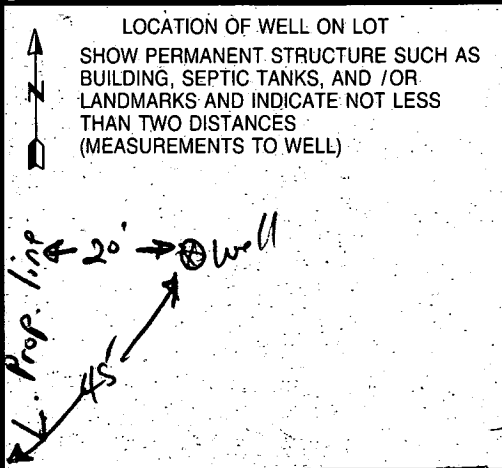 LOCATION OF WELL ON LOT
N
SHOW PERMANENT STRUCTURE SUCH AS
BUILDING, SEPTIC TANKS, AND / OR
LANDMARKS AND INDICATE NOT LESS
THAN TWO DISTANCES
(MEASUREMENTS TO WELL)
20'
well
Prop. line
45'